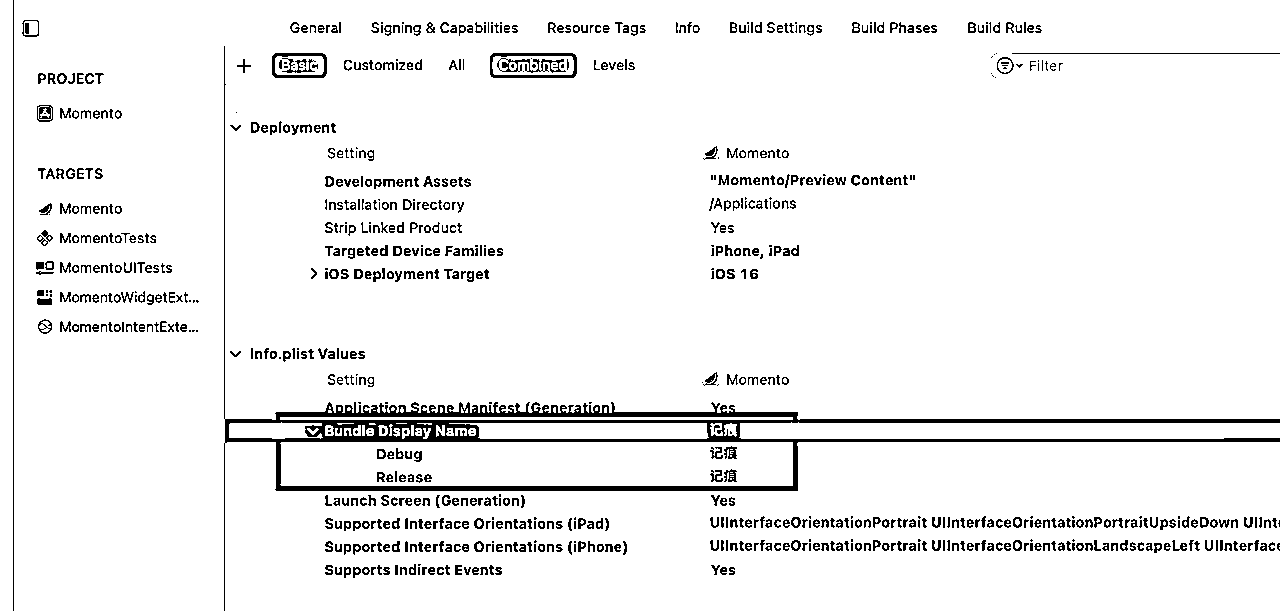 General Signing & Capabilities Resource Tags Info Build Settings Build Phases Build Rules
Basic Customized All Combined Levels Filter
PROJECT
Momento
TARGETS
Momento
MomentoTests
MomentoUITests
MomentoWidgetExt...
MomentoIntentExte...
Deployment
Setting Momento
Development Assets "Momento/Preview Content"
Installation Directory /Applications
Strip Linked Product Yes
Targeted Device Families iPhone, iPad
iOS Deployment Target iOS 16
Info.plist Values
Setting Momento
Application Scene Manifest (Generation) Yes
Bundle Display Name 记痕
Debug 记痕
Release 记痕
Launch Screen (Generation) Yes
Supported Interface Orientations (iPad) UIInterfaceOrientationPortrait UIInterfaceOrientationPortraitUpsideDown UIInte
Supported Interface Orientations (iPhone) UIInterfaceOrientationPortrait UIInterfaceOrientationLandscapeLeft UIInterface
Supports Indirect Events Yes